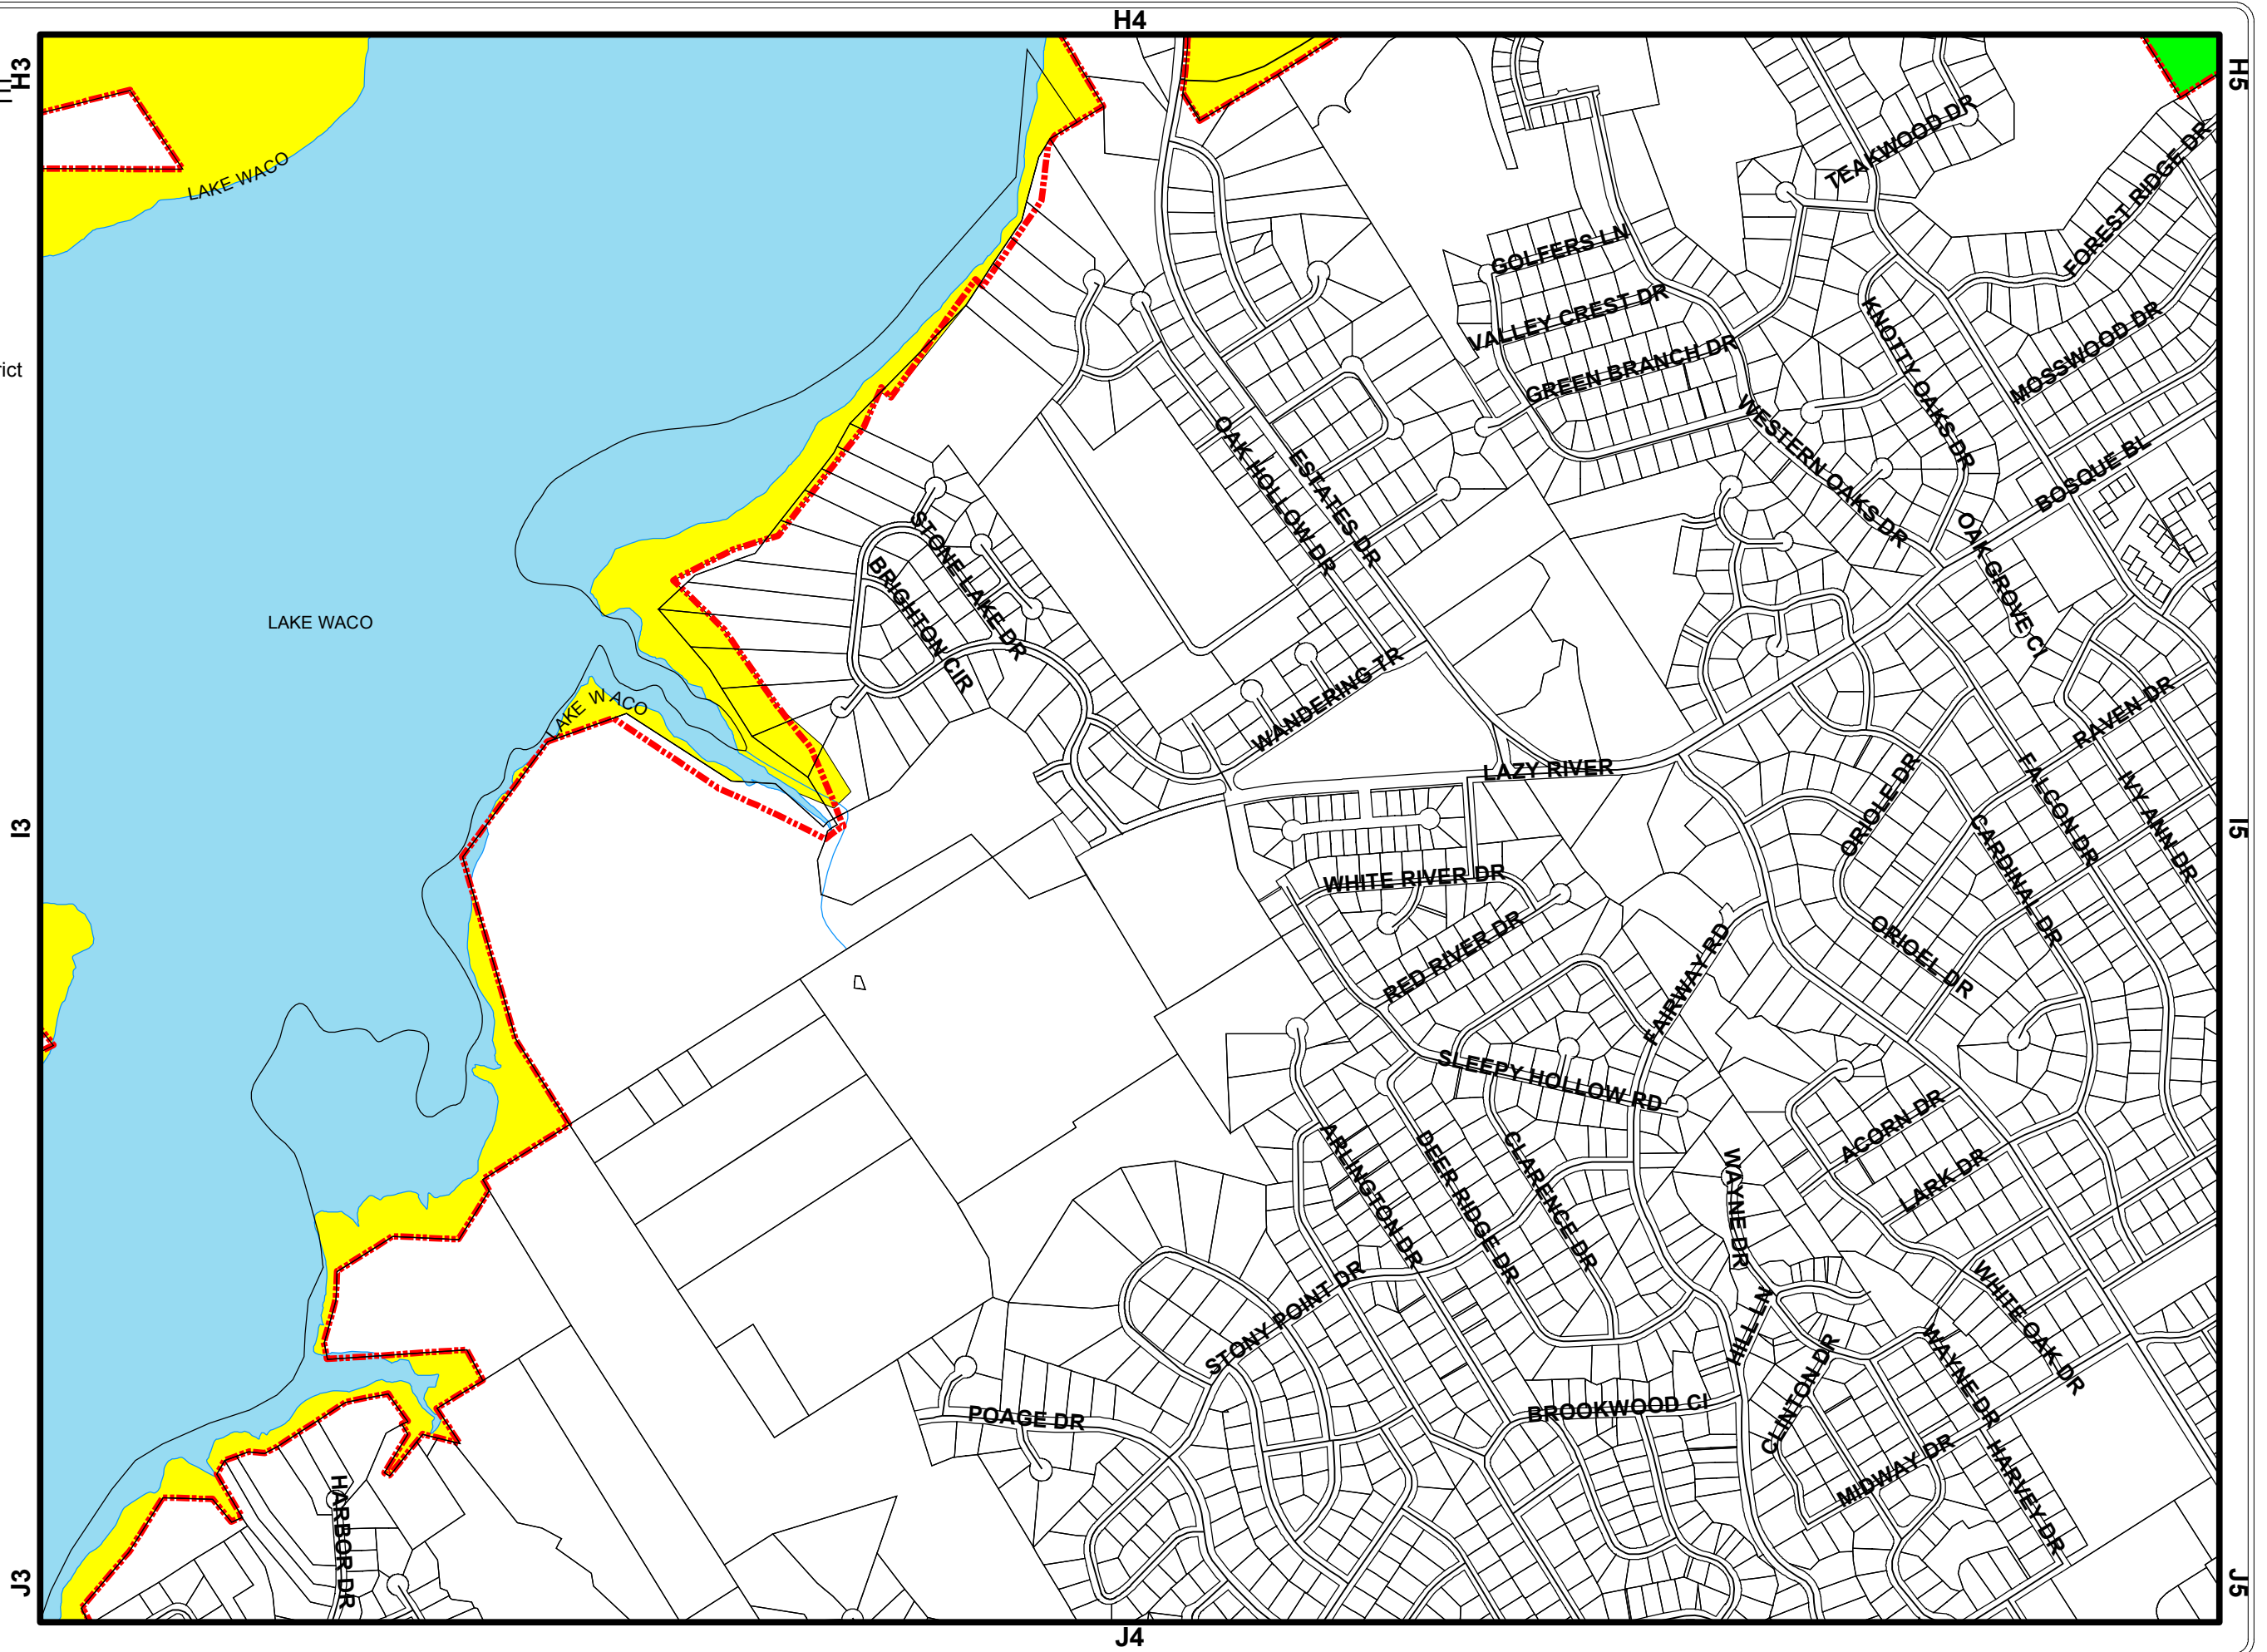 H4
H3
H5
LAKE WACO
TEAKWOOD DR
FOREST RIDGE DR
GOLFERS LN
VALLEY CREST DR
GREEN BRANCH DR
KNOTTY OAKS DR
MOSSWOOD DR
rict
WESTERN OAKS DR
BOSQUE BL
OAK HOLLOW DR
ESTATES DR
STONE LAKE DR
OAK GROVE CI
BRIGHTON CIR
LAKE WACO
WANDERING TR
AKE W ACO
RAVEN DR
LAZY RIVER
ORIOLE DR
FALCON DR
IVY ANN DR
I3
I5
CARDINAL DR
WHITE RIVER DR
RED RIVER DR
FAIRWAY RD
ORIOEL DR
SLEEPY HOLLOW RD
ACORN DR
LARK DR
ARLINGTON DR
DEER RIDGE DR
CLARENCE DR
WAYNE DR
STONY POINT DR
HILL LN
WHITE OAK DR
CLINTON DR
WAYNE DR
POAGE DR
BROOKWOOD CI
MIDWAY DR
HARVEY DR
HARBOR DR
J3
J5
J4